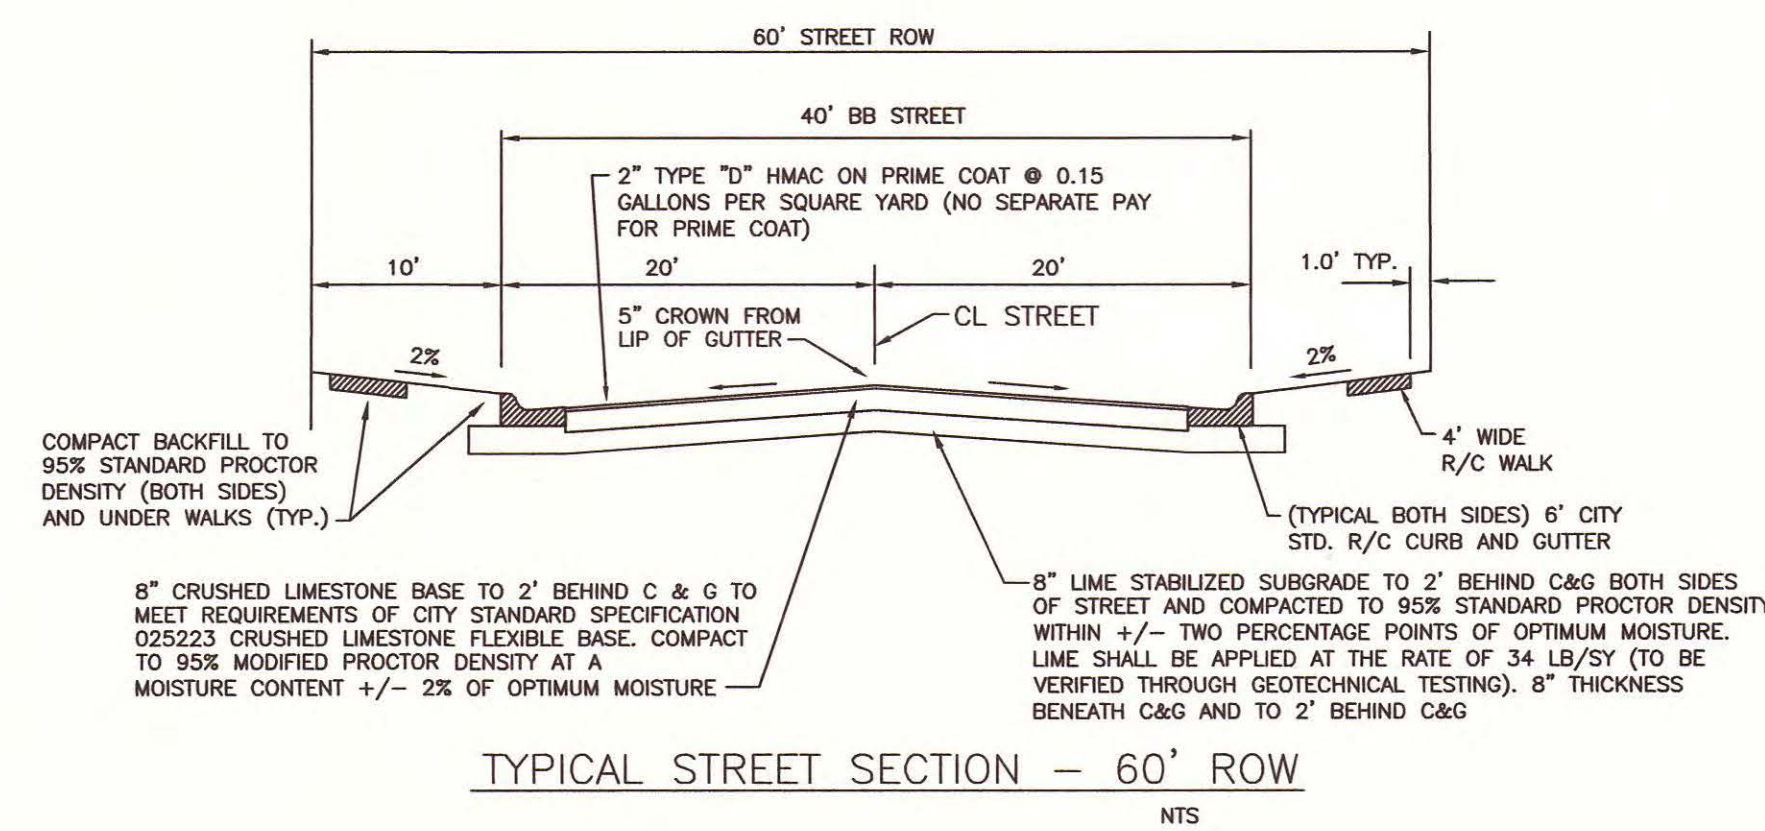 60' STREET ROW
40' BB STREET
2" TYPE "D" HMAC ON PRIME COAT @ 0.15
GALLONS PER SQUARE YARD (NO SEPARATE PAY
FOR PRIME COAT)
10'
20'
20'
1.0' TYP.
5" CROWN FROM
LIP OF GUTTER
CL STREET
2%
2%
COMPACT BACKFILL TO
95% STANDARD PROCTOR
DENSITY (BOTH SIDES)
AND UNDER WALKS (TYP.)
4' WIDE
R/C WALK
(TYPICAL BOTH SIDES) 6' CITY
STD. R/C CURB AND GUTTER
8" CRUSHED LIMESTONE BASE TO 2' BEHIND C & G TO
MEET REQUIREMENTS OF CITY STANDARD SPECIFICATION
025223 CRUSHED LIMESTONE FLEXIBLE BASE. COMPACT
TO 95% MODIFIED PROCTOR DENSITY AT A
MOISTURE CONTENT +/- 2% OF OPTIMUM MOISTURE
8" LIME STABILIZED SUBGRADE TO 2' BEHIND C&G BOTH SIDES
OF STREET AND COMPACTED TO 95% STANDARD PROCTOR DENSITY
WITHIN +/- TWO PERCENTAGE POINTS OF OPTIMUM MOISTURE.
LIME SHALL BE APPLIED AT THE RATE OF 34 LB/SY (TO BE
VERIFIED THROUGH GEOTECHNICAL TESTING). 8" THICKNESS
BENEATH C&G AND TO 2' BEHIND C&G
TYPICAL STREET SECTION - 60' ROW
NTS